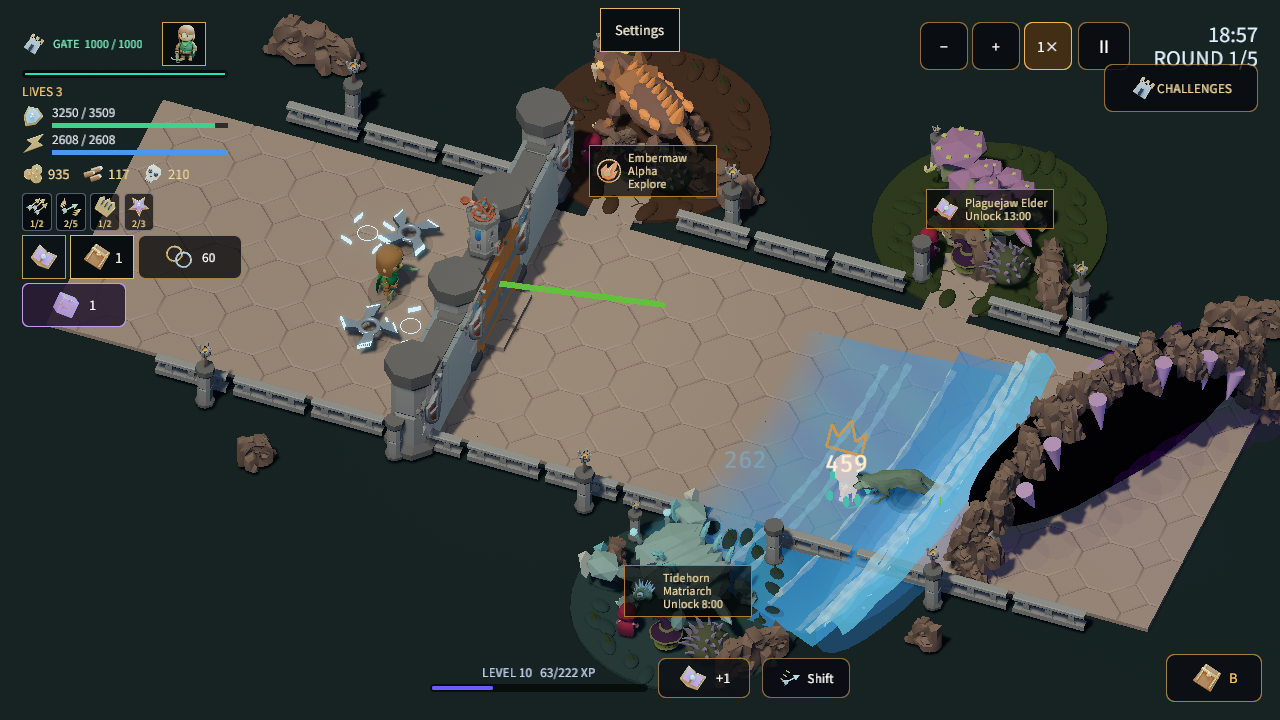 GATE 1000 / 1000
Settings
−
+
1×
18:57
ROUND 1/5
CHALLENGES
LIVES 3
3250 / 3509
2608 / 2608
935
117
210
1/2
2/5
1/2
2/3
1
60
1
Embermaw
Alpha
Explore
Plaguejaw Elder
Unlock 13:00
262
459
Tidehorn
Matriarch
Unlock 8:00
LEVEL 10 63/222 XP
+1
Shift
B